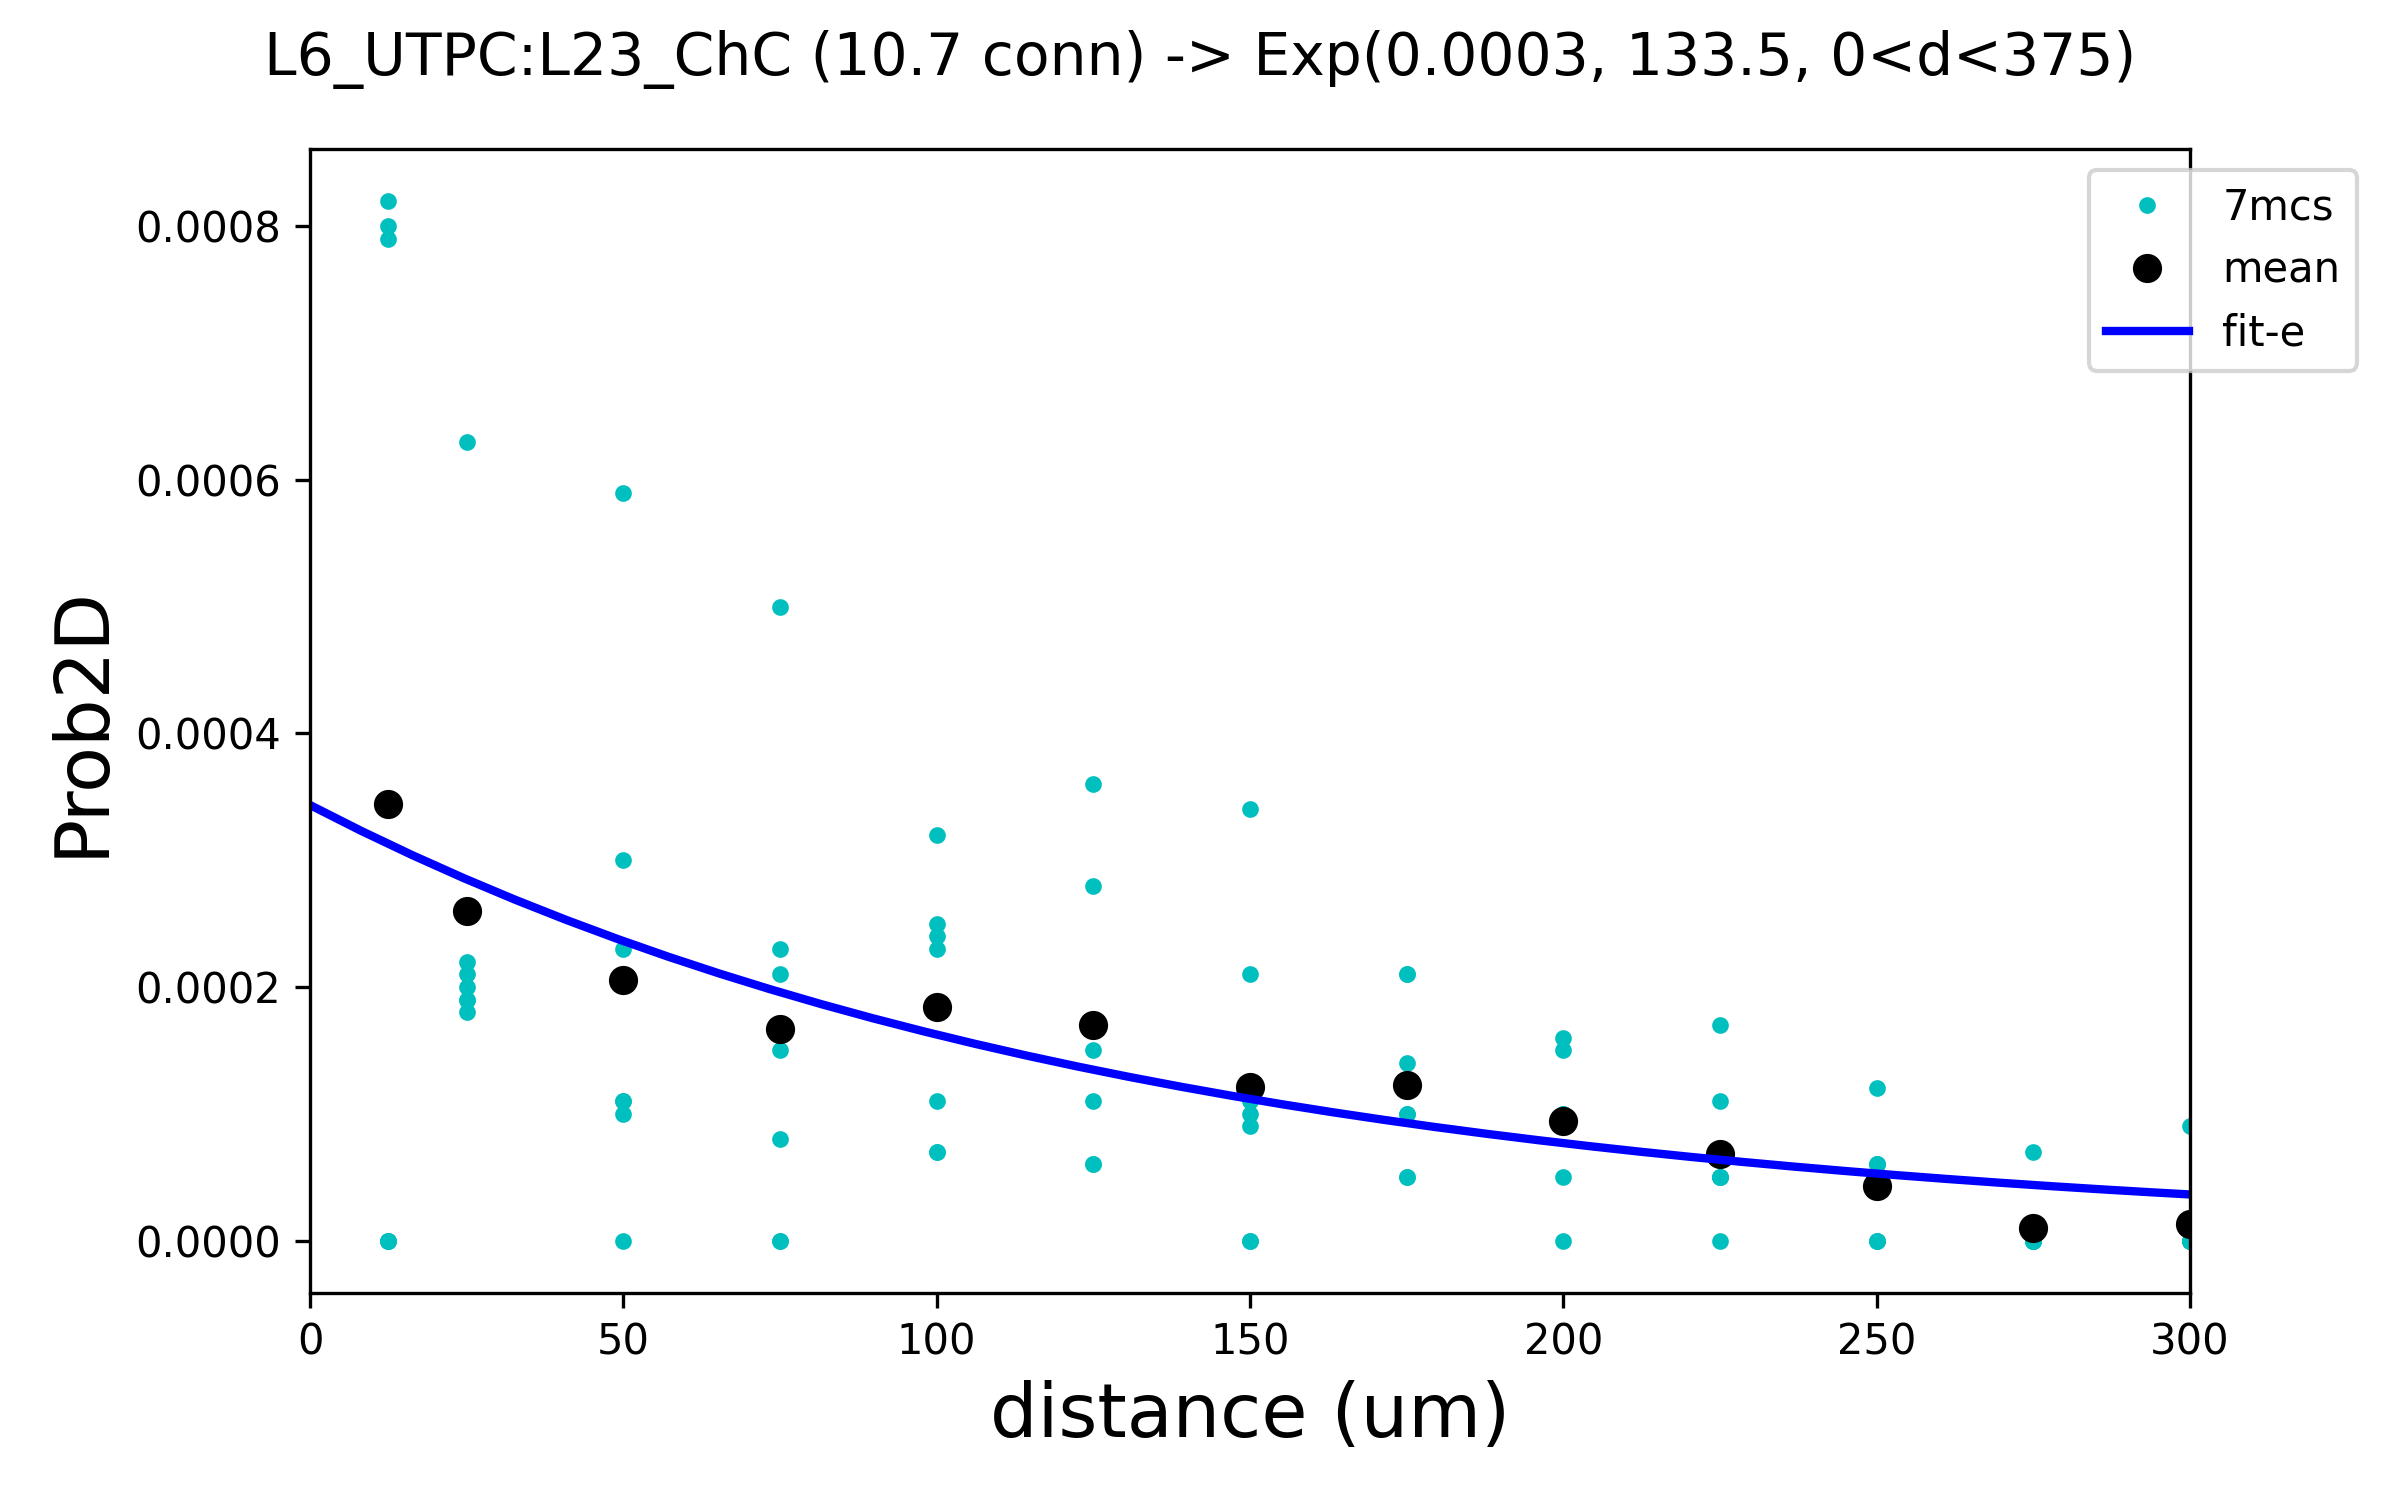 L6_UTPC:L23_ChC (10.7 conn) -> Exp(0.0003, 133.5, 0<d<375)
7mcs
mean
fit-e
Prob2D
0.0008
0.0006
0.0004
0.0002
0.0000
0 50 100 150 200 250 300
distance (um)